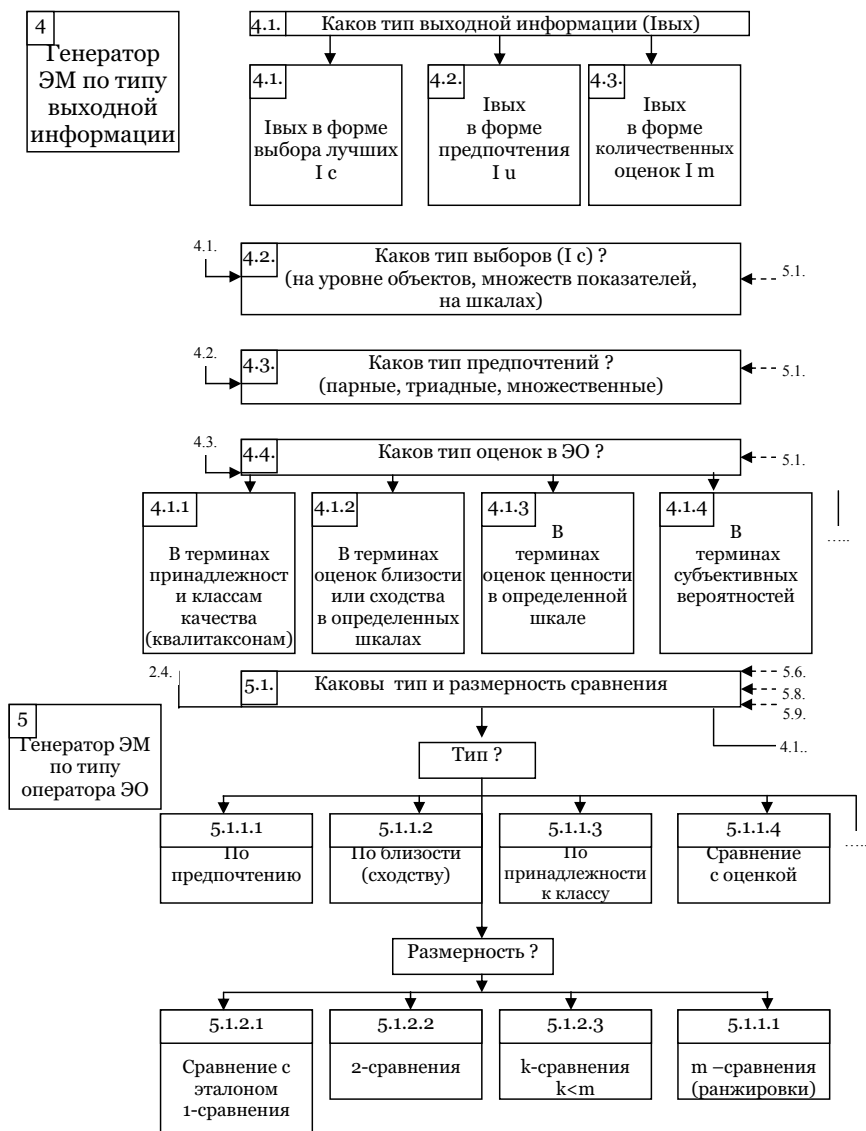 4
Генератор
ЭМ по типу
выходной
информации
4.1. Каков тип выходной информации (Iвых)
4.1.
Iвых в форме
выбора лучших
I c
4.2.
Iвых
в форме
предпочтения
I u
4.3.
Iвых
в форме
количественных
оценок I m
4.1.
4.2. Каков тип выборов (I c) ?
(на уровне объектов, множеств показателей,
на шкалах)
5.1.
4.2.
4.3. Каков тип предпочтений ?
(парные, триадные, множественные)
5.1.
4.3.
4.4. Каков тип оценок в ЭО ?
5.1.
4.1.1
В терминах
принадлежност
и классам
качества
(квалитаксонам)
4.1.2
В терминах
оценок близости
или сходства
в определенных
шкалах
4.1.3
В
терминах
оценок ценности
в определенной
шкале
4.1.4
В
терминах
субъективных
вероятностей
.....
2.4.
5.1. Каковы тип и размерность сравнения
5.6.
5.8.
5.9.
4.1..
5
Генератор ЭМ
по типу
оператора ЭО
Тип ?
5.1.1.1
По
предпочтению
5.1.1.2
По близости
(сходству)
5.1.1.3
По
принадлежности
к классу
5.1.1.4
Сравнение
с оценкой
.....
Размерность ?
5.1.2.1
Сравнение с
эталоном
1-сравнения
5.1.2.2
2-сравнения
5.1.2.3
k-сравнения
k<m
5.1.1.1
m –сравнения
(ранжировки)